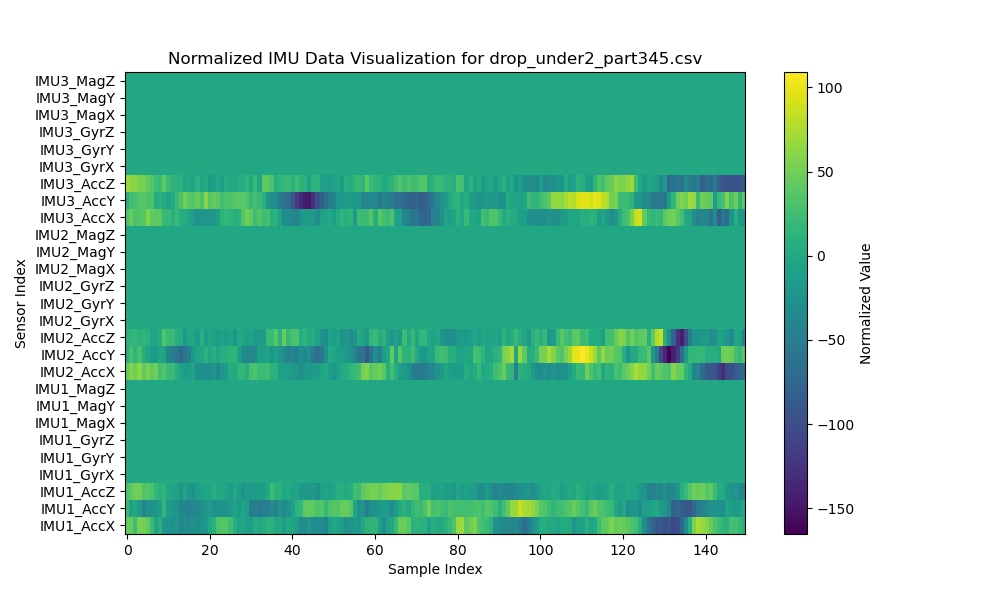 Normalized IMU Data Visualization for drop_under2_part345.csv
IMU3_MagZ
IMU3_MagY
IMU3_MagX
IMU3_GyrZ
IMU3_GyrY
IMU3_GyrX
IMU3_AccZ
IMU3_AccY
IMU3_AccX
IMU2_MagZ
IMU2_MagY
IMU2_MagX
IMU2_GyrZ
IMU2_GyrY
IMU2_GyrX
IMU2_AccZ
IMU2_AccY
IMU2_AccX
IMU1_MagZ
IMU1_MagY
IMU1_MagX
IMU1_GyrZ
IMU1_GyrY
IMU1_GyrX
IMU1_AccZ
IMU1_AccY
IMU1_AccX
Sensor Index
0 20 40 60 80 100 120 140
Sample Index
100
50
0
−50
−100
−150
Normalized Value